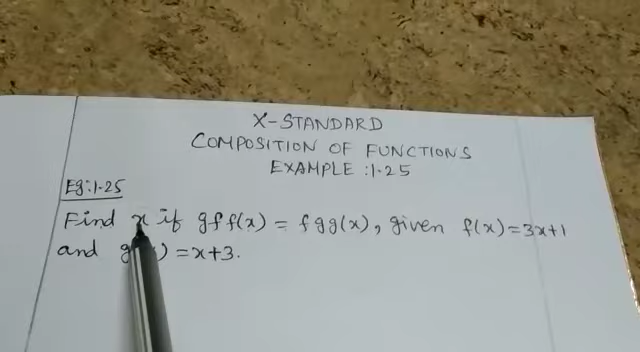 X-STANDARD
COMPOSITION OF FUNCTIONS
EXAMPLE :1.25
Eg:1.25
Find x if gff(x) = fgg(x), given f(x)=3x+1
and g ) = x+3.